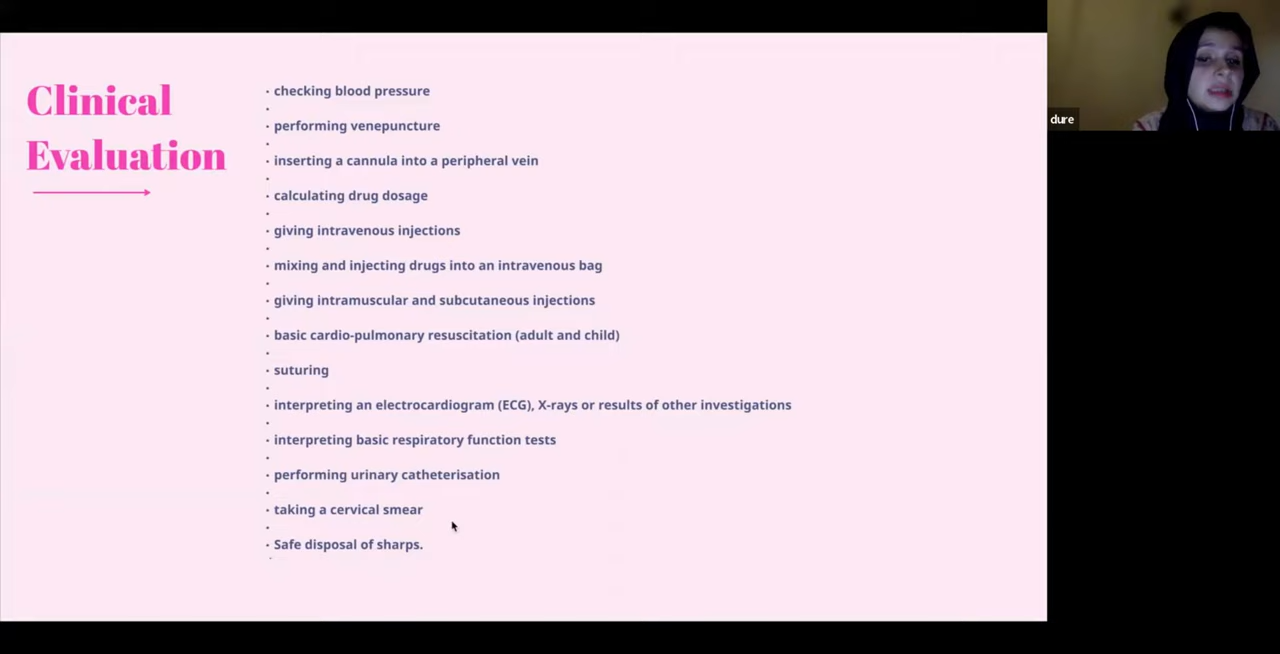 Clinical
Evaluation
· checking blood pressure
·
· performing venepuncture
·
· inserting a cannula into a peripheral vein
·
· calculating drug dosage
·
· giving intravenous injections
·
· mixing and injecting drugs into an intravenous bag
·
· giving intramuscular and subcutaneous injections
·
· basic cardio-pulmonary resuscitation (adult and child)
·
· suturing
·
· interpreting an electrocardiogram (ECG), X-rays or results of other investigations
·
· interpreting basic respiratory function tests
·
· performing urinary catheterisation
·
· taking a cervical smear
·
· Safe disposal of sharps.
·
dure